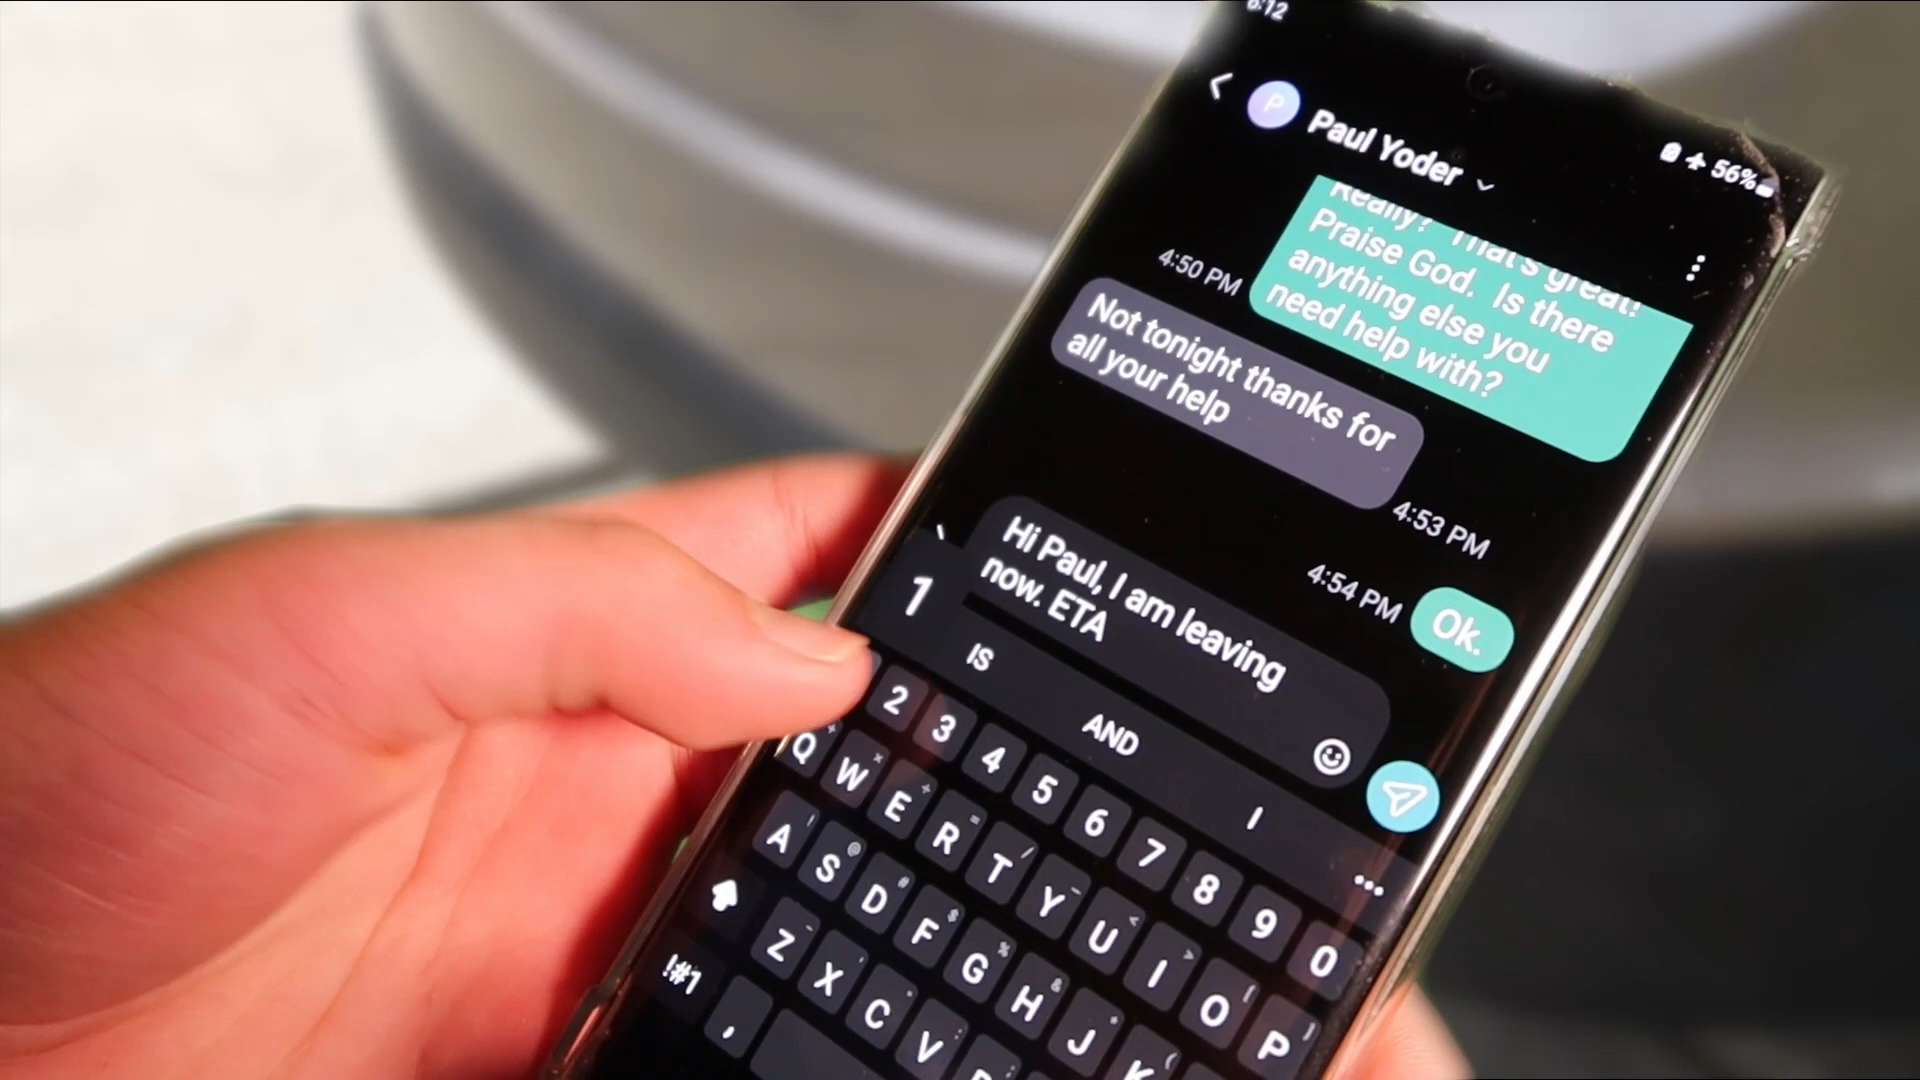 6:12
P Paul Yoder
56%
Really? That's great!
Praise God. Is there
anything else you
need help with?
4:50 PM
Not tonight thanks for
all your help
4:53 PM
4:54 PM
Ok.
Hi Paul, I am leaving
now. ETA
1
IS AND I
2 3 4 5 6 7 8 9 0
Q W E R T Y U I O P
A S D F G H J K
Z X C V
!#1 ,